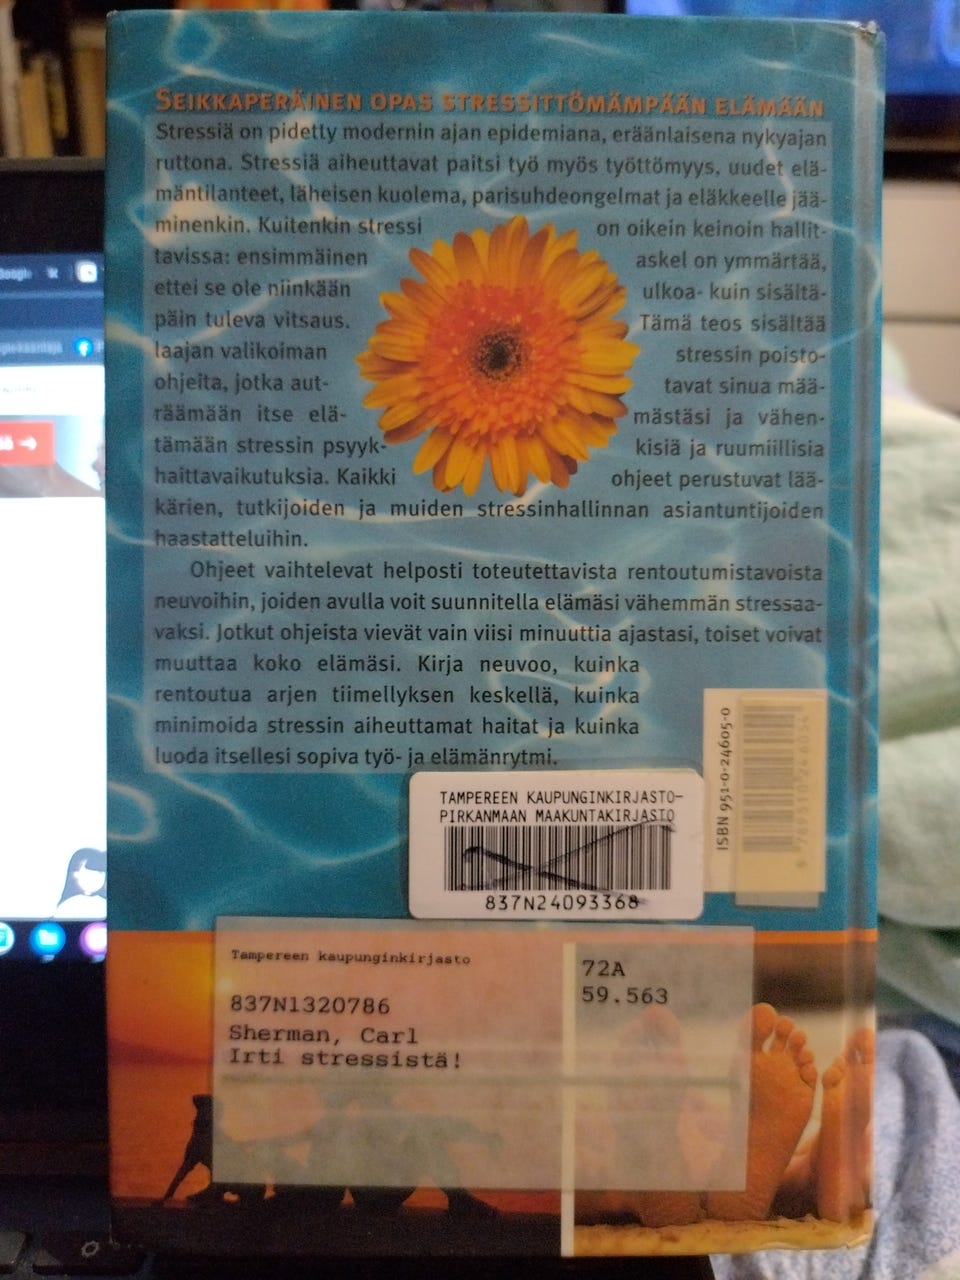 SEIKKAPERÄINEN OPAS STRESSITTÖMÄMPÄÄN ELÄMÄÄN
Stressiä on pidetty modernin ajan epidemiana, eräänlaisena nykyajan
ruttona. Stressiä aiheuttavat paitsi työ myös työttömyys, uudet elä-
mäntilanteet, läheisen kuolema, parisuhdeongelmat ja eläkkeelle jää-
minenkin. Kuitenkin stressi on oikein keinoin hallit-
tavissa: ensimmäinen askel on ymmärtää,
ettei se ole niinkään ulkoa- kuin sisältä-
päin tuleva vitsaus. Tämä teos sisältää
laajan valikoiman stressin poisto-
ohjeita, jotka aut- tavat sinua mää-
räämään itse elä- mästäsi ja vähen-
tämään stressin psyyk- kisiä ja ruumiillisia
haittavaikutuksia. Kaikki ohjeet perustuvat lää-
kärien, tutkijoiden ja muiden stressinhallinnan asiantuntijoiden
haastatteluihin.
Ohjeet vaihtelevat helposti toteutettavista rentoutumistavoista
neuvoihin, joiden avulla voit suunnitella elämäsi vähemmän stressaa-
vaksi. Jotkut ohjeista vievät vain viisi minuuttia ajastasi, toiset voivat
muuttaa koko elämäsi. Kirja neuvoo, kuinka
rentoutua arjen tiimellyksen keskellä, kuinka
minimoida stressin aiheuttamat haitat ja kuinka
luoda itsellesi sopiva työ- ja elämänrytmi.
ISBN 951-0-24605-0
9 789510 246054
TAMPEREEN KAUPUNGINKIRJASTO-
PIRKANMAAN MAAKUNTAKIRJASTO
837N24093368
Tampereen kaupunginkirjasto
837N1320786
Sherman, Carl
Irti stressistä!
72A
59.563